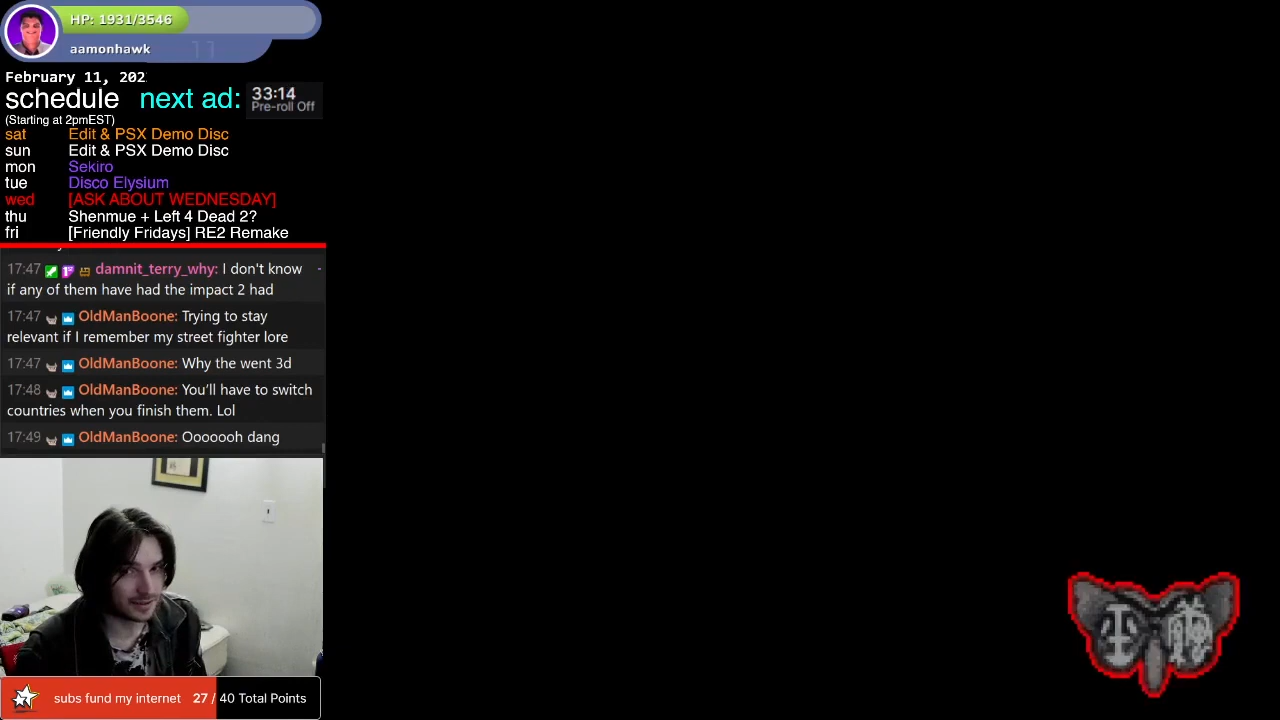 HP: 1931/3546
aamonhawk
11
February 11, 202
schedule next ad: 33:14
Pre-roll Off
(Starting at 2pmEST)
sat Edit & PSX Demo Disc
sun Edit & PSX Demo Disc
mon Sekiro
tue Disco Elysium
wed [ASK ABOUT WEDNESDAY]
thu Shenmue + Left 4 Dead 2?
fri [Friendly Fridays] RE2 Remake
17:47 damnit_terry_why: I don't know
if any of them have had the impact 2 had
17:47 OldManBoone: Trying to stay
relevant if I remember my street fighter lore
17:47 OldManBoone: Why the went 3d
17:48 OldManBoone: You’ll have to switch
countries when you finish them. Lol
17:49 OldManBoone: Ooooooh dang
subs fund my internet 27 / 40 Total Points